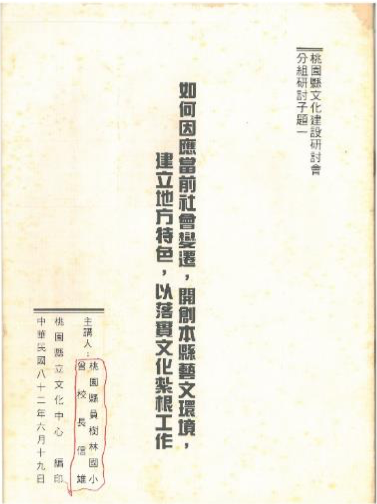 桃園縣文化建設研討會
分組研討子題一
如何因應當前社會變遷，開創本縣藝文環境，
建立地方特色，以落實文化紮根工作
主講人：桃園縣員樹林國小
曾校長信雄
桃園縣立文化中心　編印
中華民國八十二年六月十九日